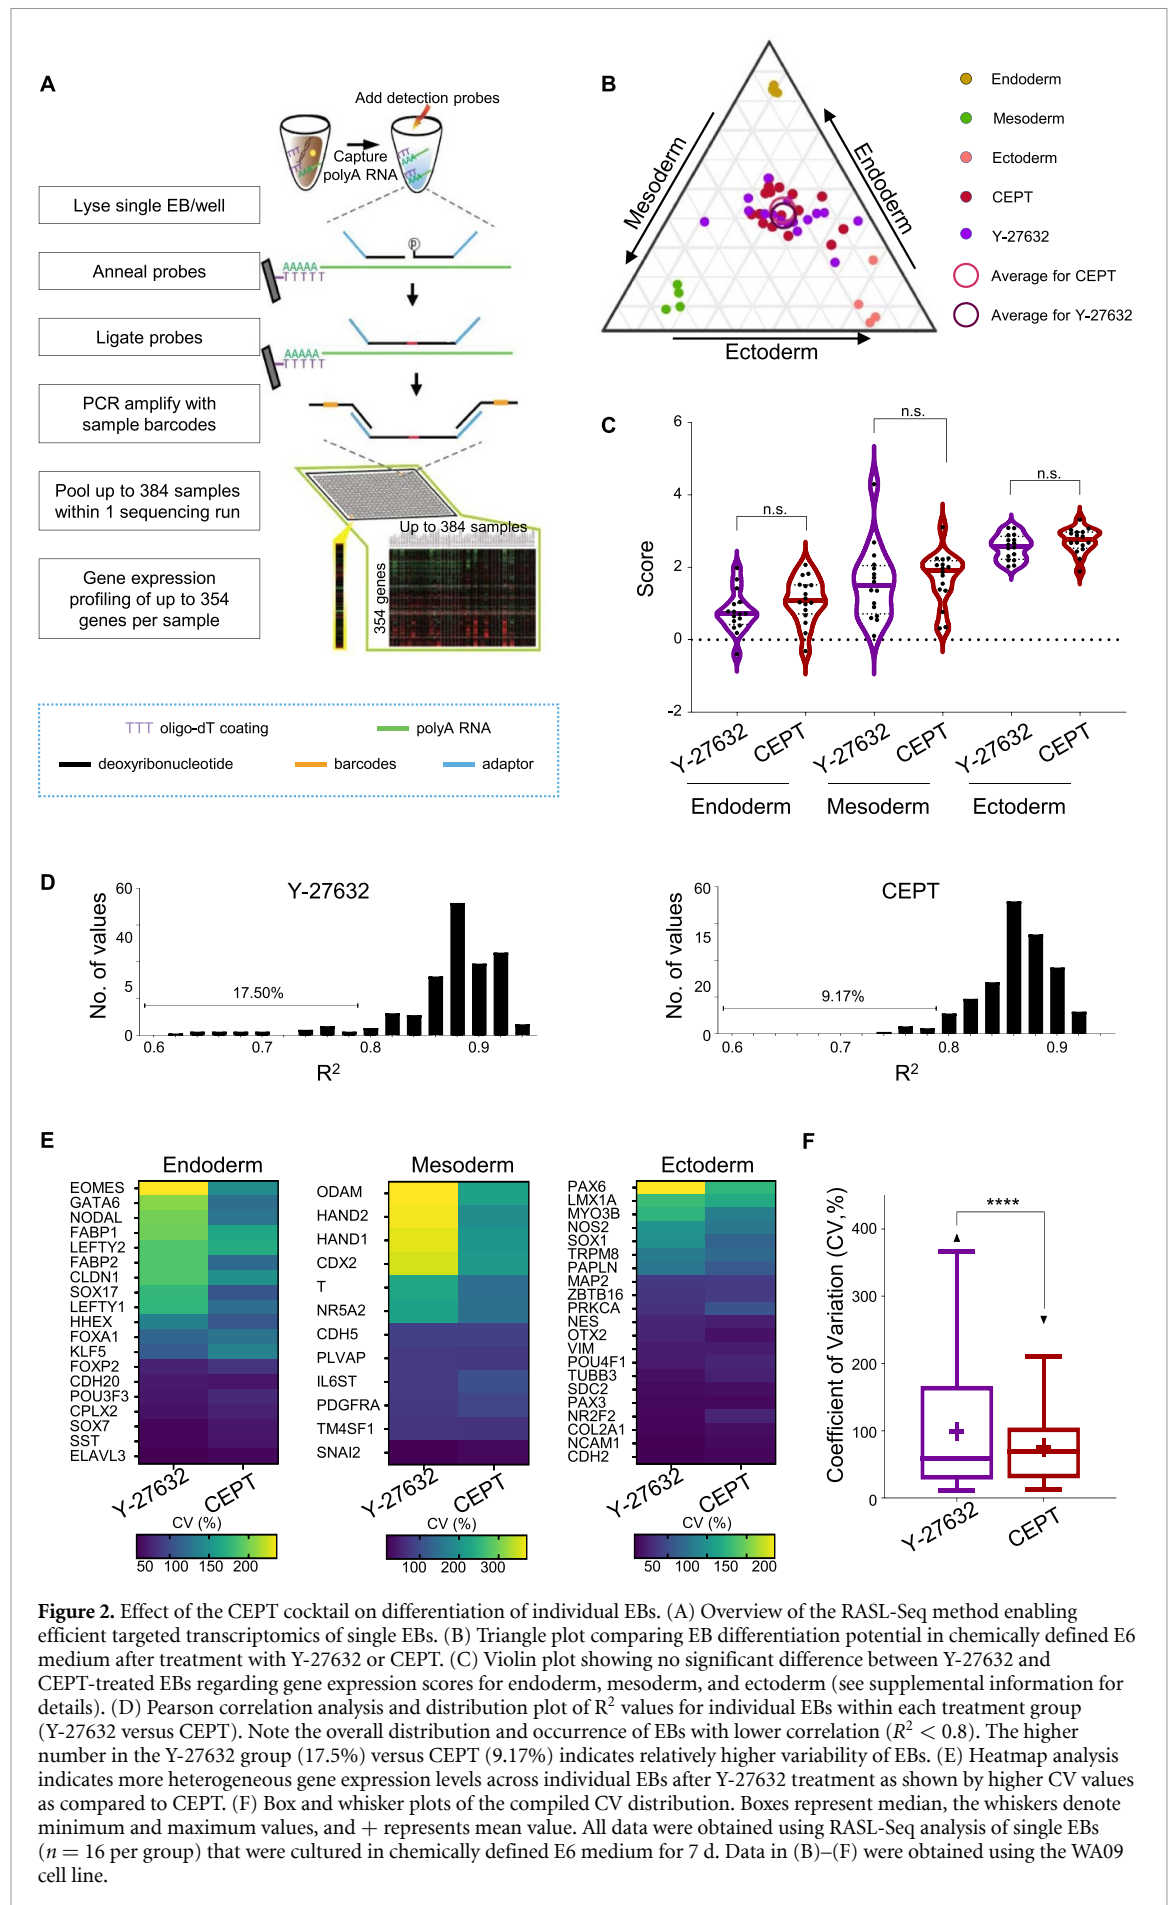 A
Add detection probes
Capture
polyA RNA
TTT
TTT
AAA
AAA
TTT
AAA
Lyse single EB/well
Anneal probes
P
AAAAA
TTTTT
Ligate probes
AAAAA
TTTTT
PCR amplify with
sample barcodes
Pool up to 384 samples
within 1 sequencing run
Up to 384 samples
354 genes
Gene expression
profiling of up to 354
genes per sample
TTT oligo-dT coating
polyA RNA
deoxyribonucleotide
barcodes
adaptor
B
Mesoderm
Endoderm
Ectoderm
Endoderm
Mesoderm
Ectoderm
CEPT
Y-27632
Average for CEPT
Average for Y-27632
C
Score
6
4
2
0
-2
n.s.
n.s.
n.s.
Y-27632
CEPT
Y-27632
CEPT
Y-27632
CEPT
Endoderm
Mesoderm
Ectoderm
D
Y-27632
No. of values
60
40
5
0
17.50%
0.6
0.7
0.8
0.9
R2
CEPT
No. of values
60
15
20
0
9.17%
0.6
0.7
0.8
0.9
R2
E
Endoderm
EOMES
GATA6
NODAL
FABP1
LEFTY2
FABP2
CLDN1
SOX17
LEFTY1
HHEX
FOXA1
KLF5
FOXP2
CDH20
POU3F3
CPLX2
SOX7
SST
ELAVL3
Y-27632
CEPT
CV (%)
50 100 150 200
Mesoderm
ODAM
HAND2
HAND1
CDX2
T
NR5A2
CDH5
PLVAP
IL6ST
PDGFRA
TM4SF1
SNAI2
Y-27632
CEPT
CV (%)
100 200 300
Ectoderm
PAX6
LMX1A
MYO3B
NOS2
SOX1
TRPM8
PAPLN
MAP2
ZBTB16
PRKCA
NES
OTX2
VIM
POU4F1
TUBB3
SDC2
PAX3
NR2F2
COL2A1
NCAM1
CDH2
Y-27632
CEPT
CV (%)
50 100 150 200
F
Coefficient of Variation (CV,%)
400
300
200
100
0
****
Y-27632
CEPT
Figure 2. Effect of the CEPT cocktail on differentiation of individual EBs. (A) Overview of the RASL-Seq method enabling
efficient targeted transcriptomics of single EBs. (B) Triangle plot comparing EB differentiation potential in chemically defined E6
medium after treatment with Y-27632 or CEPT. (C) Violin plot showing no significant difference between Y-27632 and
CEPT-treated EBs regarding gene expression scores for endoderm, mesoderm, and ectoderm (see supplemental information for
details). (D) Pearson correlation analysis and distribution plot of R2 values for individual EBs within each treatment group
(Y-27632 versus CEPT). Note the overall distribution and occurrence of EBs with lower correlation (R2 < 0.8). The higher
number in the Y-27632 group (17.5%) versus CEPT (9.17%) indicates relatively higher variability of EBs. (E) Heatmap analysis
indicates more heterogeneous gene expression levels across individual EBs after Y-27632 treatment as shown by higher CV values
as compared to CEPT. (F) Box and whisker plots of the compiled CV distribution. Boxes represent median, the whiskers denote
minimum and maximum values, and + represents mean value. All data were obtained using RASL-Seq analysis of single EBs
(n = 16 per group) that were cultured in chemically defined E6 medium for 7 d. Data in (B)–(F) were obtained using the WA09
cell line.